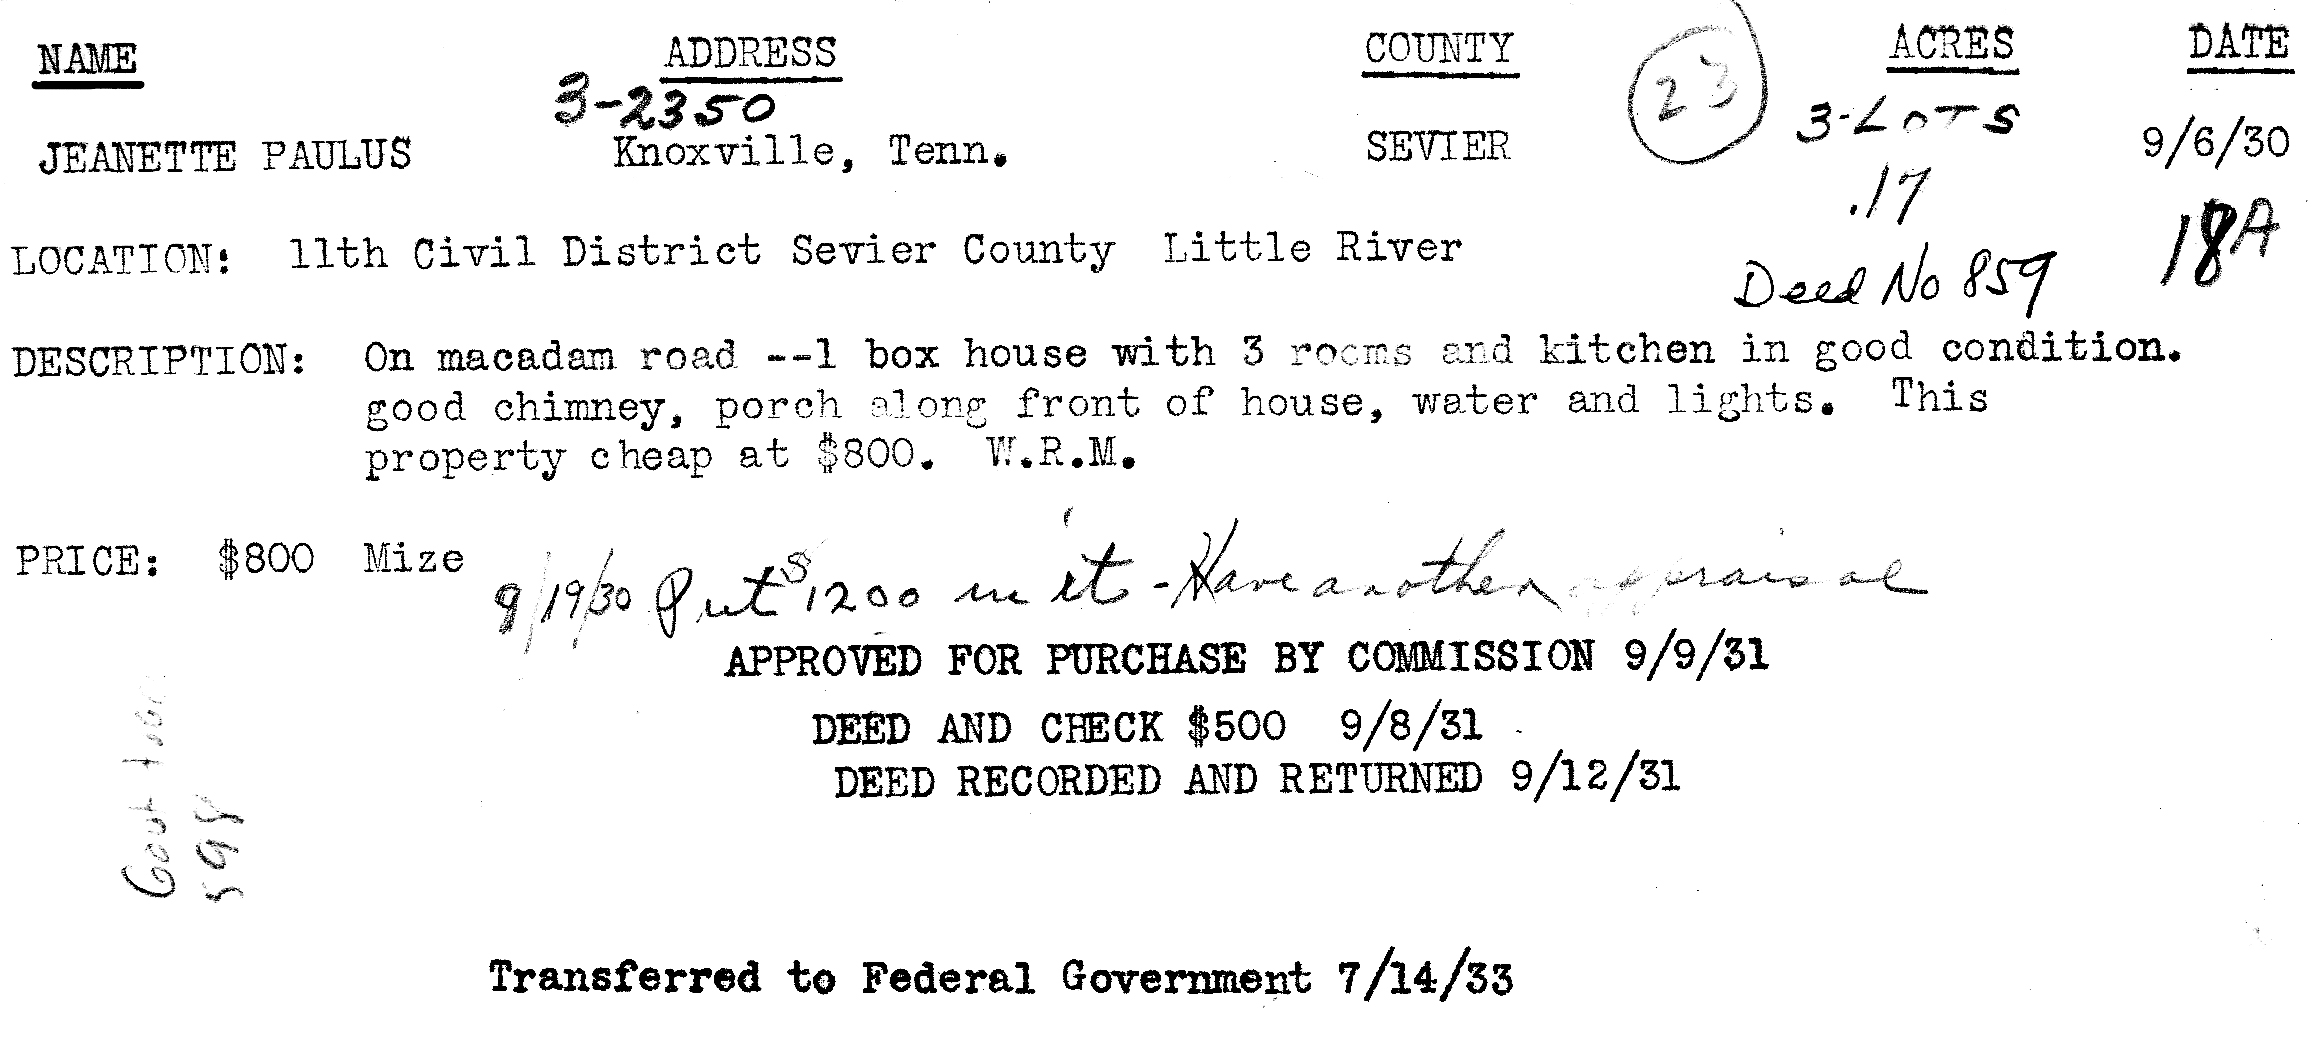 NAME ADDRESS COUNTY 23 ACRES DATE
3-2350 3-LOTS
JEANETTE PAULUS Knoxville, Tenn. SEVIER 9/6/30
.17
LOCATION: 11th Civil District Sevier County Little River 18A
Deed No 859
DESCRIPTION: On macadam road --1 box house with 3 rooms and kitchen in good condition.
good chimney, porch along front of house, water and lights. This
property cheap at $800. W.R.M.
PRICE: $800 Mize
9/19/30 Put $1200 in it - Have another appraisal
APPROVED FOR PURCHASE BY COMMISSION 9/9/31
DEED AND CHECK $500 9/8/31
DEED RECORDED AND RETURNED 9/12/31
598
Transferred to Federal Government 7/14/33